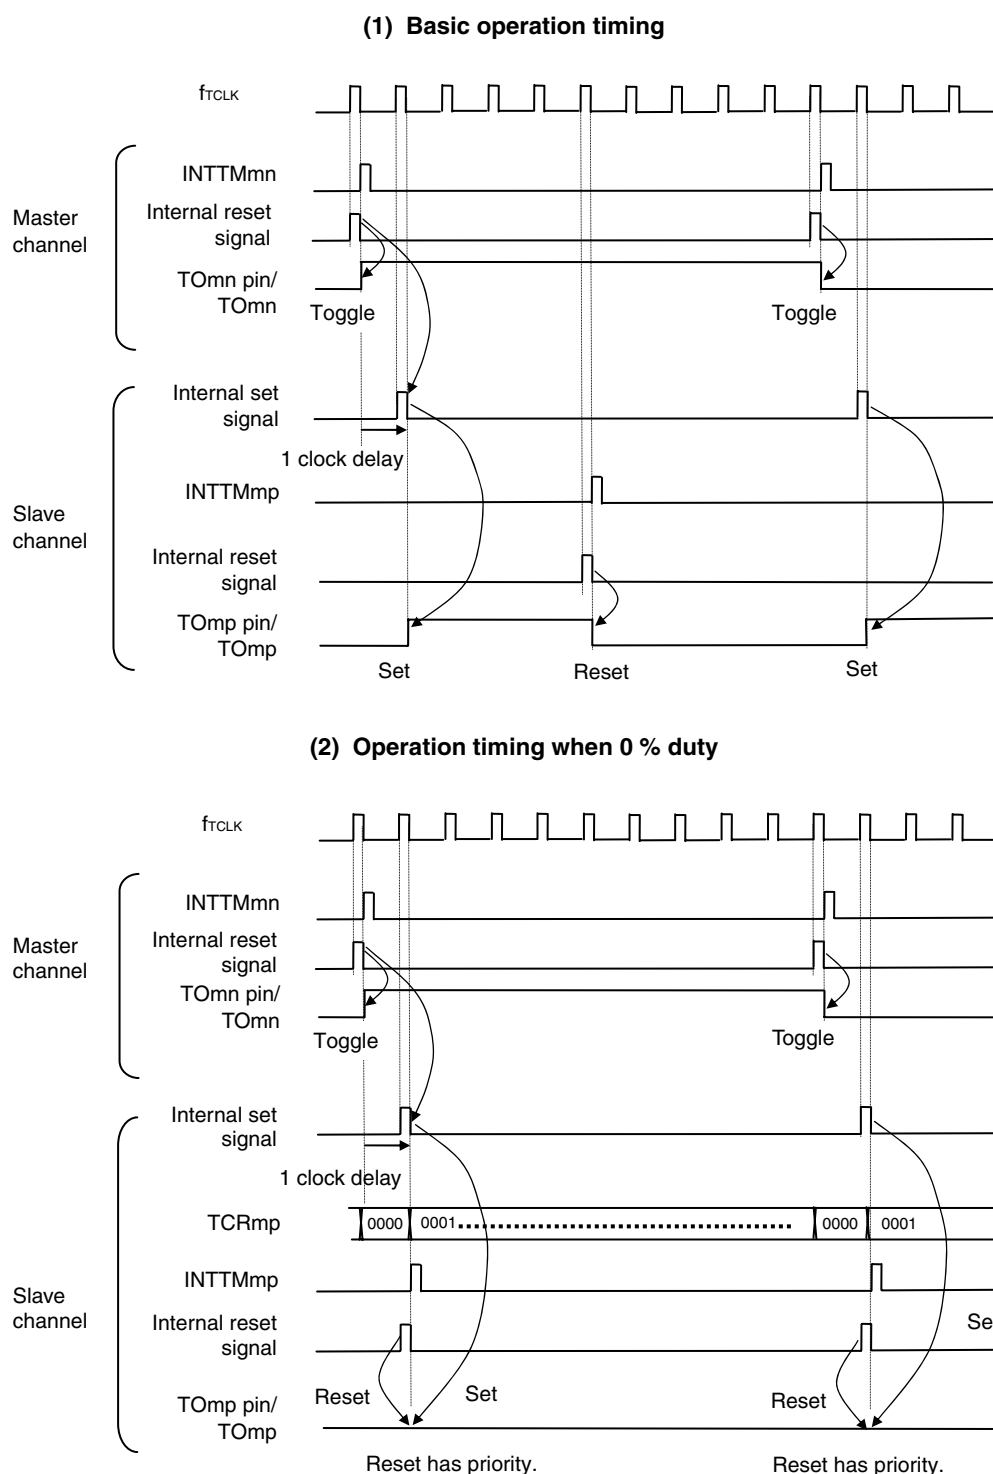 (1) Basic operation timing
fTCLK
INTTMmn
Internal reset
signal
Master
channel
TOmn pin/
TOmn
Toggle
Toggle
Internal set
signal
1 clock delay
INTTMmp
Slave
channel
Internal reset
signal
TOmp pin/
TOmp
Set
Reset
Set
(2) Operation timing when 0 % duty
fTCLK
INTTMmn
Internal reset
signal
Master
channel
TOmn pin/
TOmn
Toggle
Toggle
Internal set
signal
1 clock delay
TCRmp
0000
0001
0000
0001
INTTMmp
Slave
channel
Internal reset
signal
Se
Reset
Set
Reset
TOmp pin/
TOmp
Reset has priority.
Reset has priority.